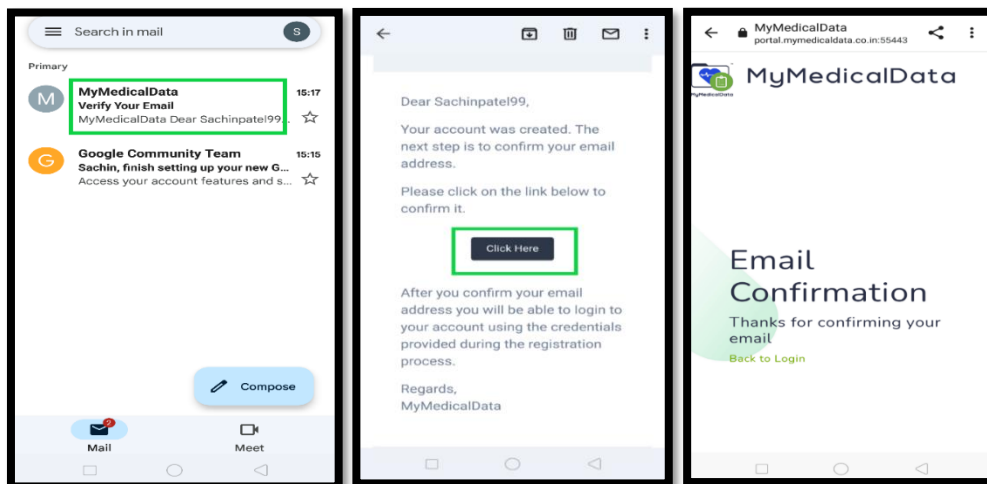 Search in mail
S
Primary
M
MyMedicalData 15:17
Verify Your Email
MyMedicalData Dear Sachinpatel99,..
G
Google Community Team 15:15
Sachin, finish setting up your new G...
Access your account features and s...
Compose
2
Mail Meet
Dear Sachinpatel99,
Your account was created. The
next step is to confirm your email
address.
Please click on the link below to
confirm it.
Click Here
After you confirm your email
address you will be able to login to
your account using the credentials
provided during the registration
process.
Regards,
MyMedicalData
MyMedicalData
portal.mymedicaldata.co.in:55443
MyMedicalData
MyMedicalData
Email
Confirmation
Thanks for confirming your
email
Back to Login